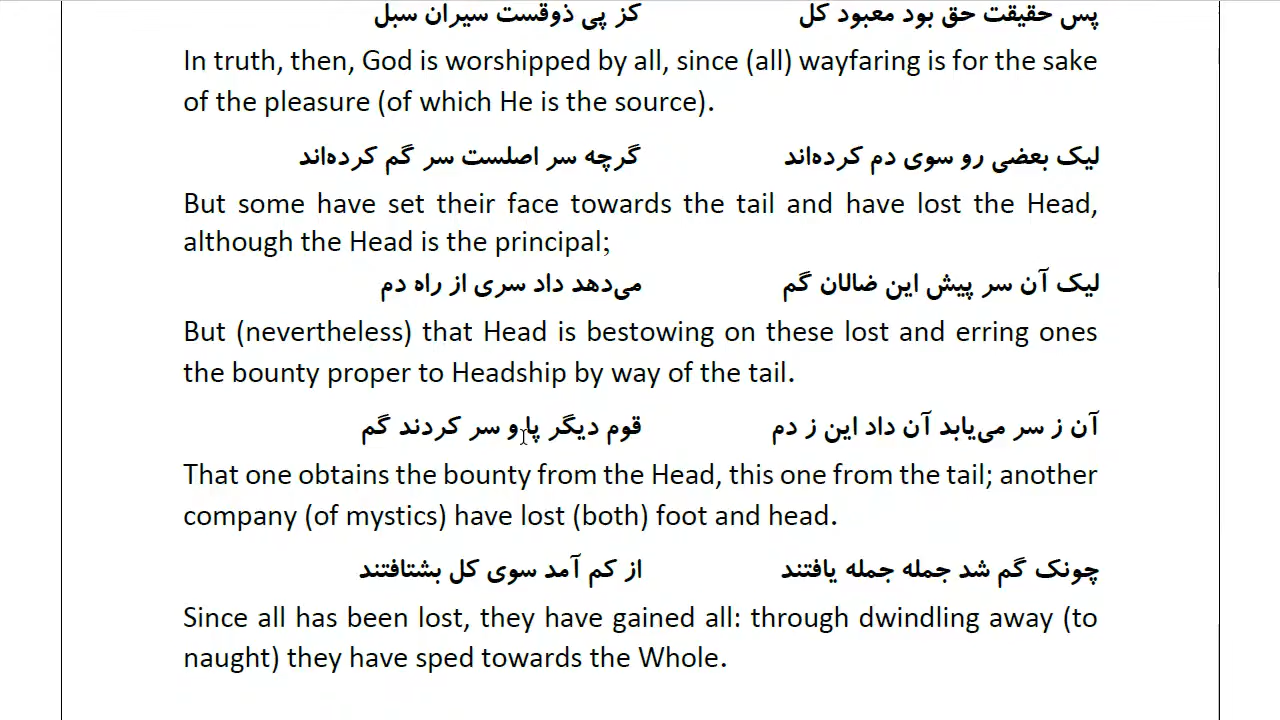 پس حقیقت حق بود معبود کل کز پی ذوقست سیران سبل
In truth, then, God is worshipped by all, since (all) wayfaring is for the sake
of the pleasure (of which He is the source).
لیک بعضی رو سوی دم کرده‌اند گرچه سر اصلست سر گم کرده‌اند
But some have set their face towards the tail and have lost the Head,
although the Head is the principal;
لیک آن سر پیش این ضالان گم می‌دهد داد سری از راه دم
But (nevertheless) that Head is bestowing on these lost and erring ones
the bounty proper to Headship by way of the tail.
آن ز سر می‌یابد آن داد این ز دم قوم دیگر پا و سر کردند گم
That one obtains the bounty from the Head, this one from the tail; another
company (of mystics) have lost (both) foot and head.
چونک گم شد جمله جمله یافتند از کم آمد سوی کل بشتافتند
Since all has been lost, they have gained all: through dwindling away (to
naught) they have sped towards the Whole.